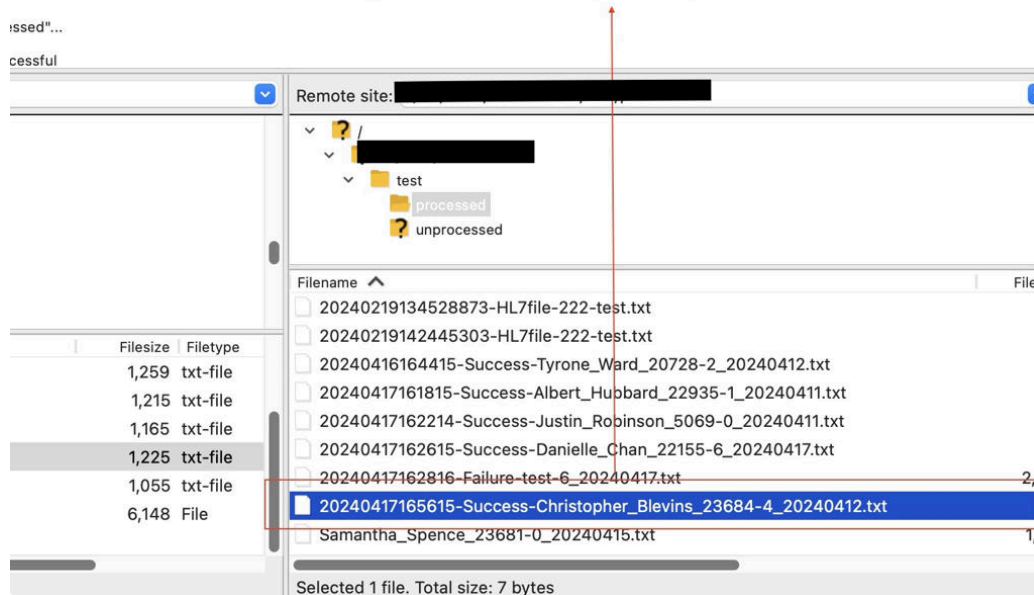 essed"...
cessful
Remote site:
/
test
processed
unprocessed
Filename
File
20240219134528873-HL7file-222-test.txt
20240219142445303-HL7file-222-test.txt
Filesize Filetype
20240416164415-Success-Tyrone_Ward_20728-2_20240412.txt
1,259 txt-file
20240417161815-Success-Albert_Hubbard_22935-1_20240411.txt
1,215 txt-file
20240417162214-Success-Justin_Robinson_5069-0_20240411.txt
1,165 txt-file
20240417162615-Success-Danielle_Chan_22155-6_20240417.txt
1,225 txt-file
20240417162816-Failure-test-6_20240417.txt
2,
1,055 txt-file
20240417165615-Success-Christopher_Blevins_23684-4_20240412.txt
6,148 File
Samantha_Spence_23681-0_20240415.txt
1,
Selected 1 file. Total size: 7 bytes